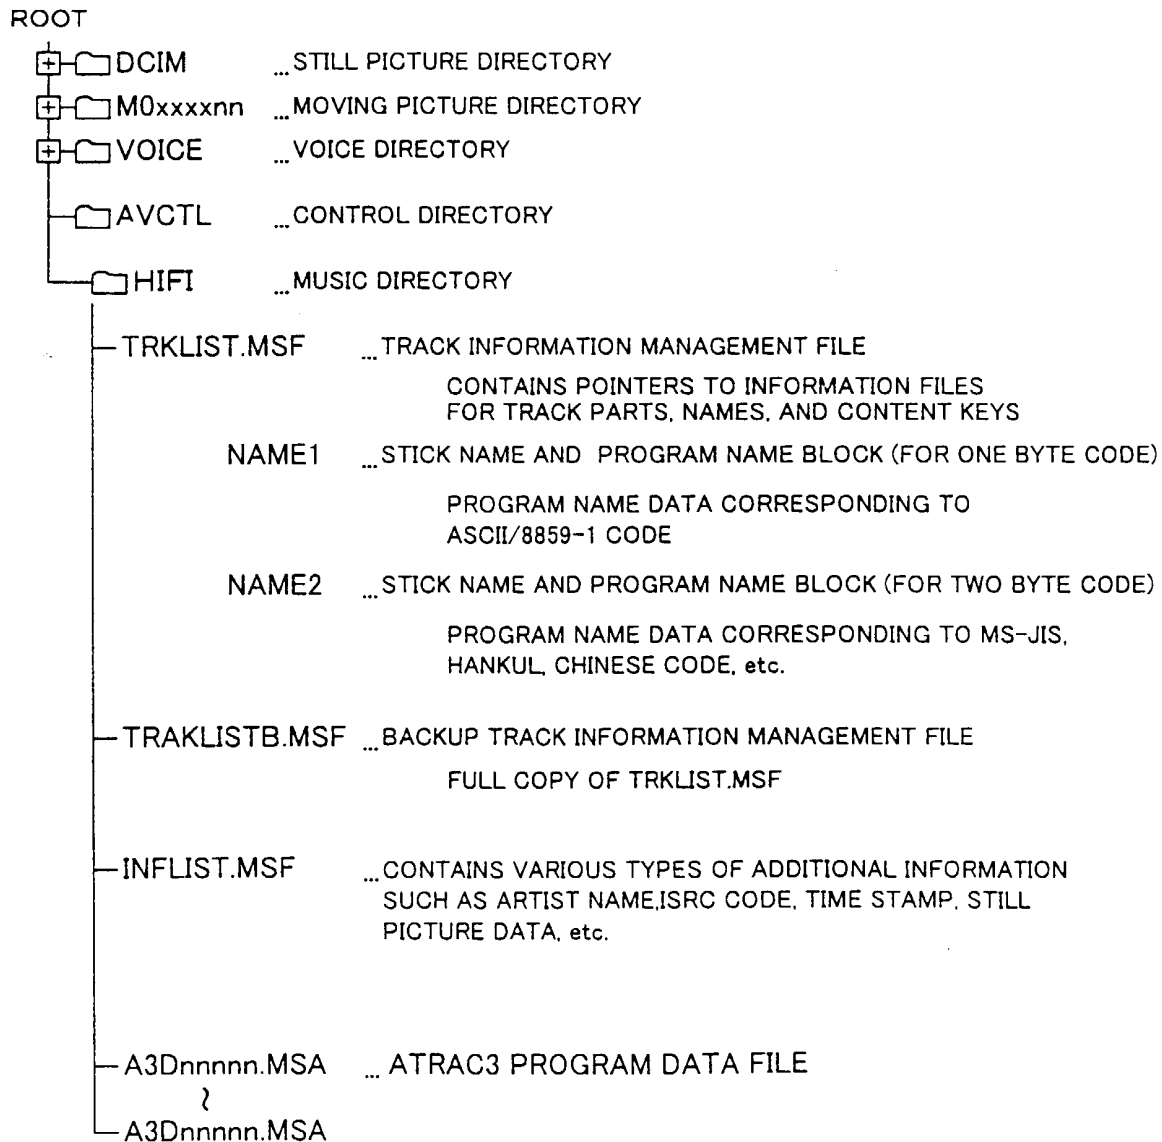 ROOT
DCIM ... STILL PICTURE DIRECTORY
M0xxxxnn ... MOVING PICTURE DIRECTORY
VOICE ... VOICE DIRECTORY
AVCTL ... CONTROL DIRECTORY
HIFI ... MUSIC DIRECTORY
TRKLIST.MSF ... TRACK INFORMATION MANAGEMENT FILE
CONTAINS POINTERS TO INFORMATION FILES
FOR TRACK PARTS, NAMES, AND CONTENT KEYS
NAME1 ... STICK NAME AND PROGRAM NAME BLOCK (FOR ONE BYTE CODE)
PROGRAM NAME DATA CORRESPONDING TO
ASCII/8859-1 CODE
NAME2 ... STICK NAME AND PROGRAM NAME BLOCK (FOR TWO BYTE CODE)
PROGRAM NAME DATA CORRESPONDING TO MS-JIS,
HANKUL, CHINESE CODE, etc.
TRAKLISTB.MSF ... BACKUP TRACK INFORMATION MANAGEMENT FILE
FULL COPY OF TRKLIST.MSF
INFLIST.MSF ... CONTAINS VARIOUS TYPES OF ADDITIONAL INFORMATION
SUCH AS ARTIST NAME,ISRC CODE, TIME STAMP, STILL
PICTURE DATA, etc.
A3Dnnnnn.MSA ... ATRAC3 PROGRAM DATA FILE
A3Dnnnnn.MSA